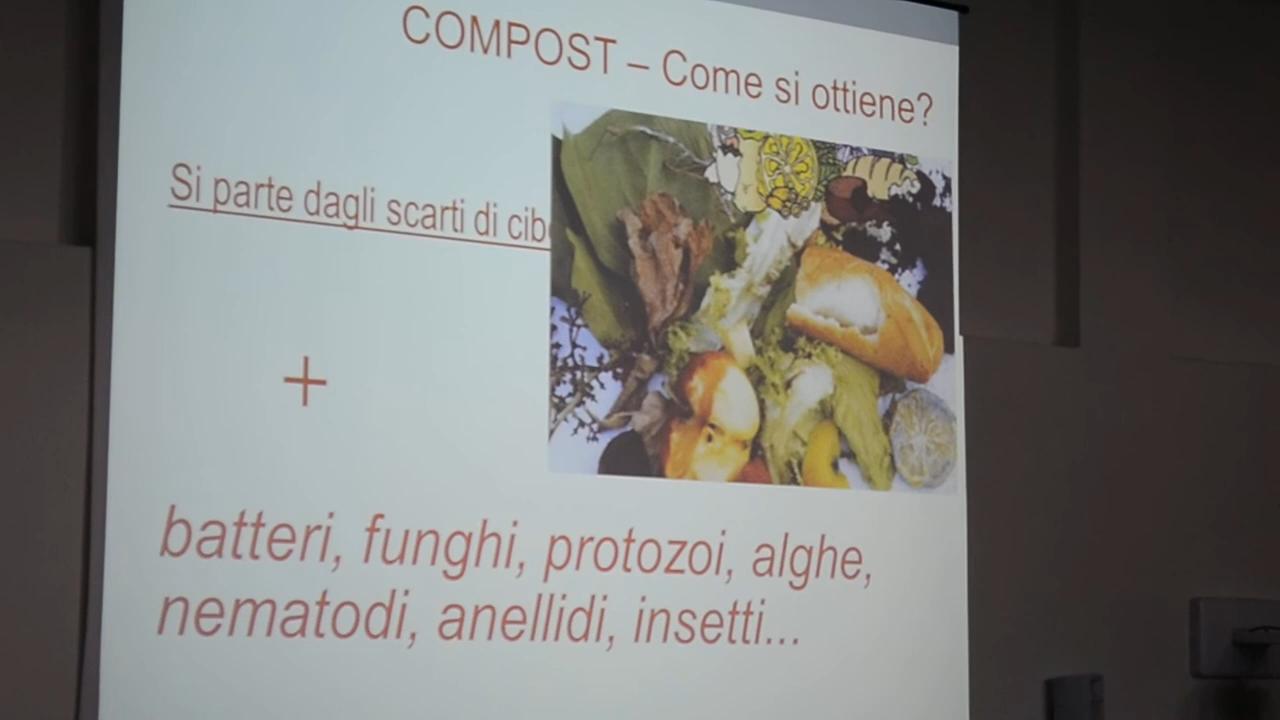 COMPOST – Come si ottiene?
Si parte dagli scarti di cib
+
batteri, funghi, protozoi, alghe,
nematodi, anellidi, insetti...